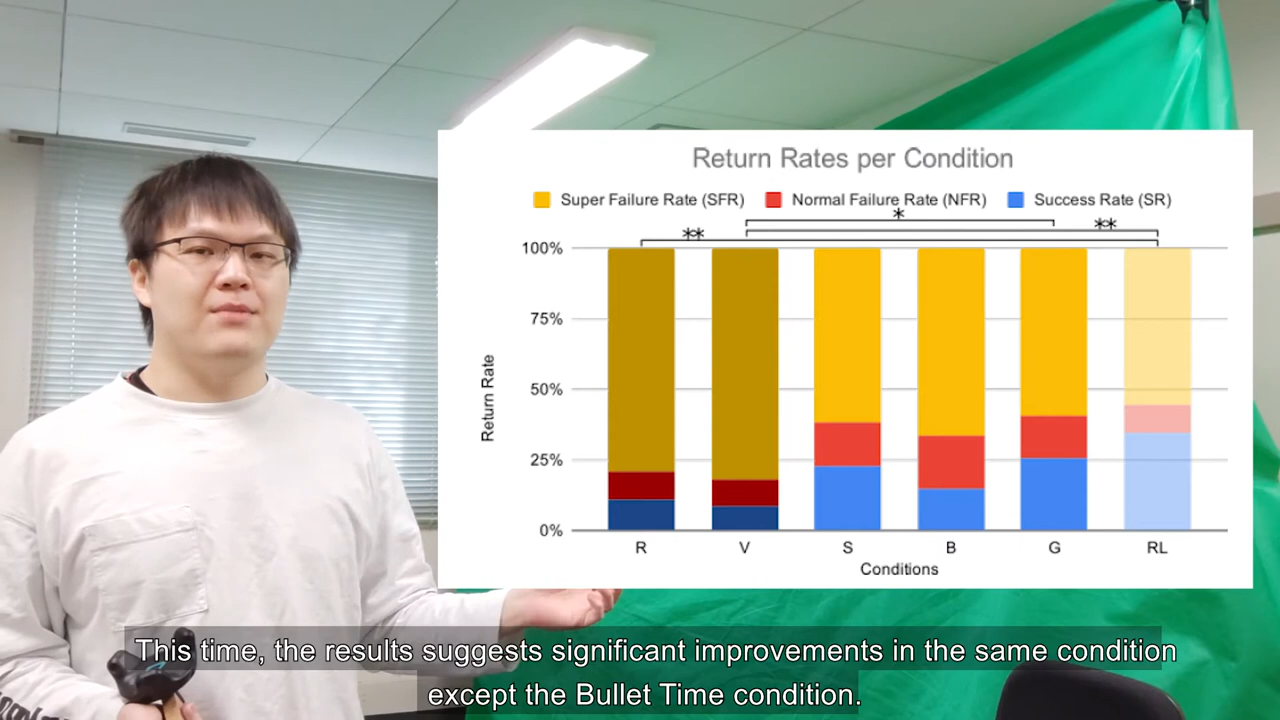 Return Rates per Condition
Super Failure Rate (SFR) Normal Failure Rate (NFR) Success Rate (SR)
*
** **
100%
75%
50%
25%
0%
Return Rate
R V S B G RL
Conditions
This time, the results suggests significant improvements in the same condition
except the Bullet Time condition.